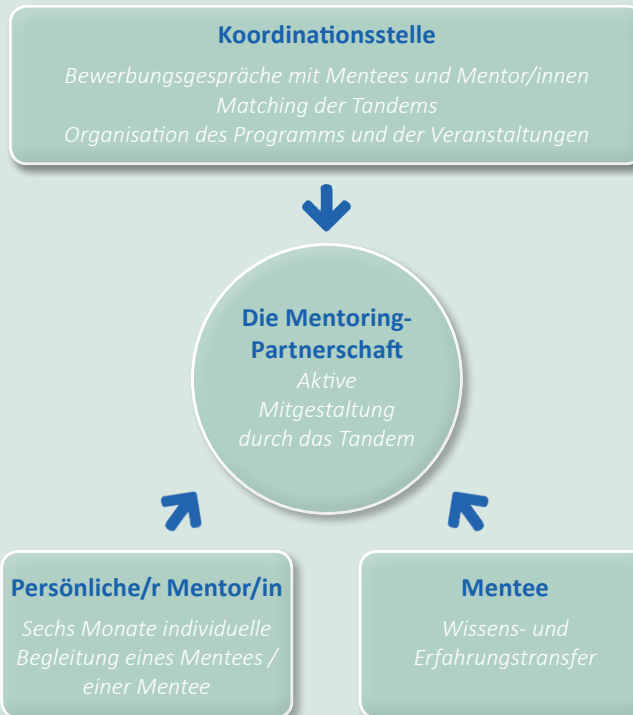 Koordinationsstelle
Bewerbungsgespräche mit Mentees und Mentor/innen
Matching der Tandems
Organisation des Programms und der Veranstaltungen
Die Mentoring-
Partnerschaft
Aktive
Mitgestaltung
durch das Tandem
Persönliche/r Mentor/in
Sechs Monate individuelle
Begleitung eines Mentees /
einer Mentee
Mentee
Wissens- und
Erfahrungstransfer